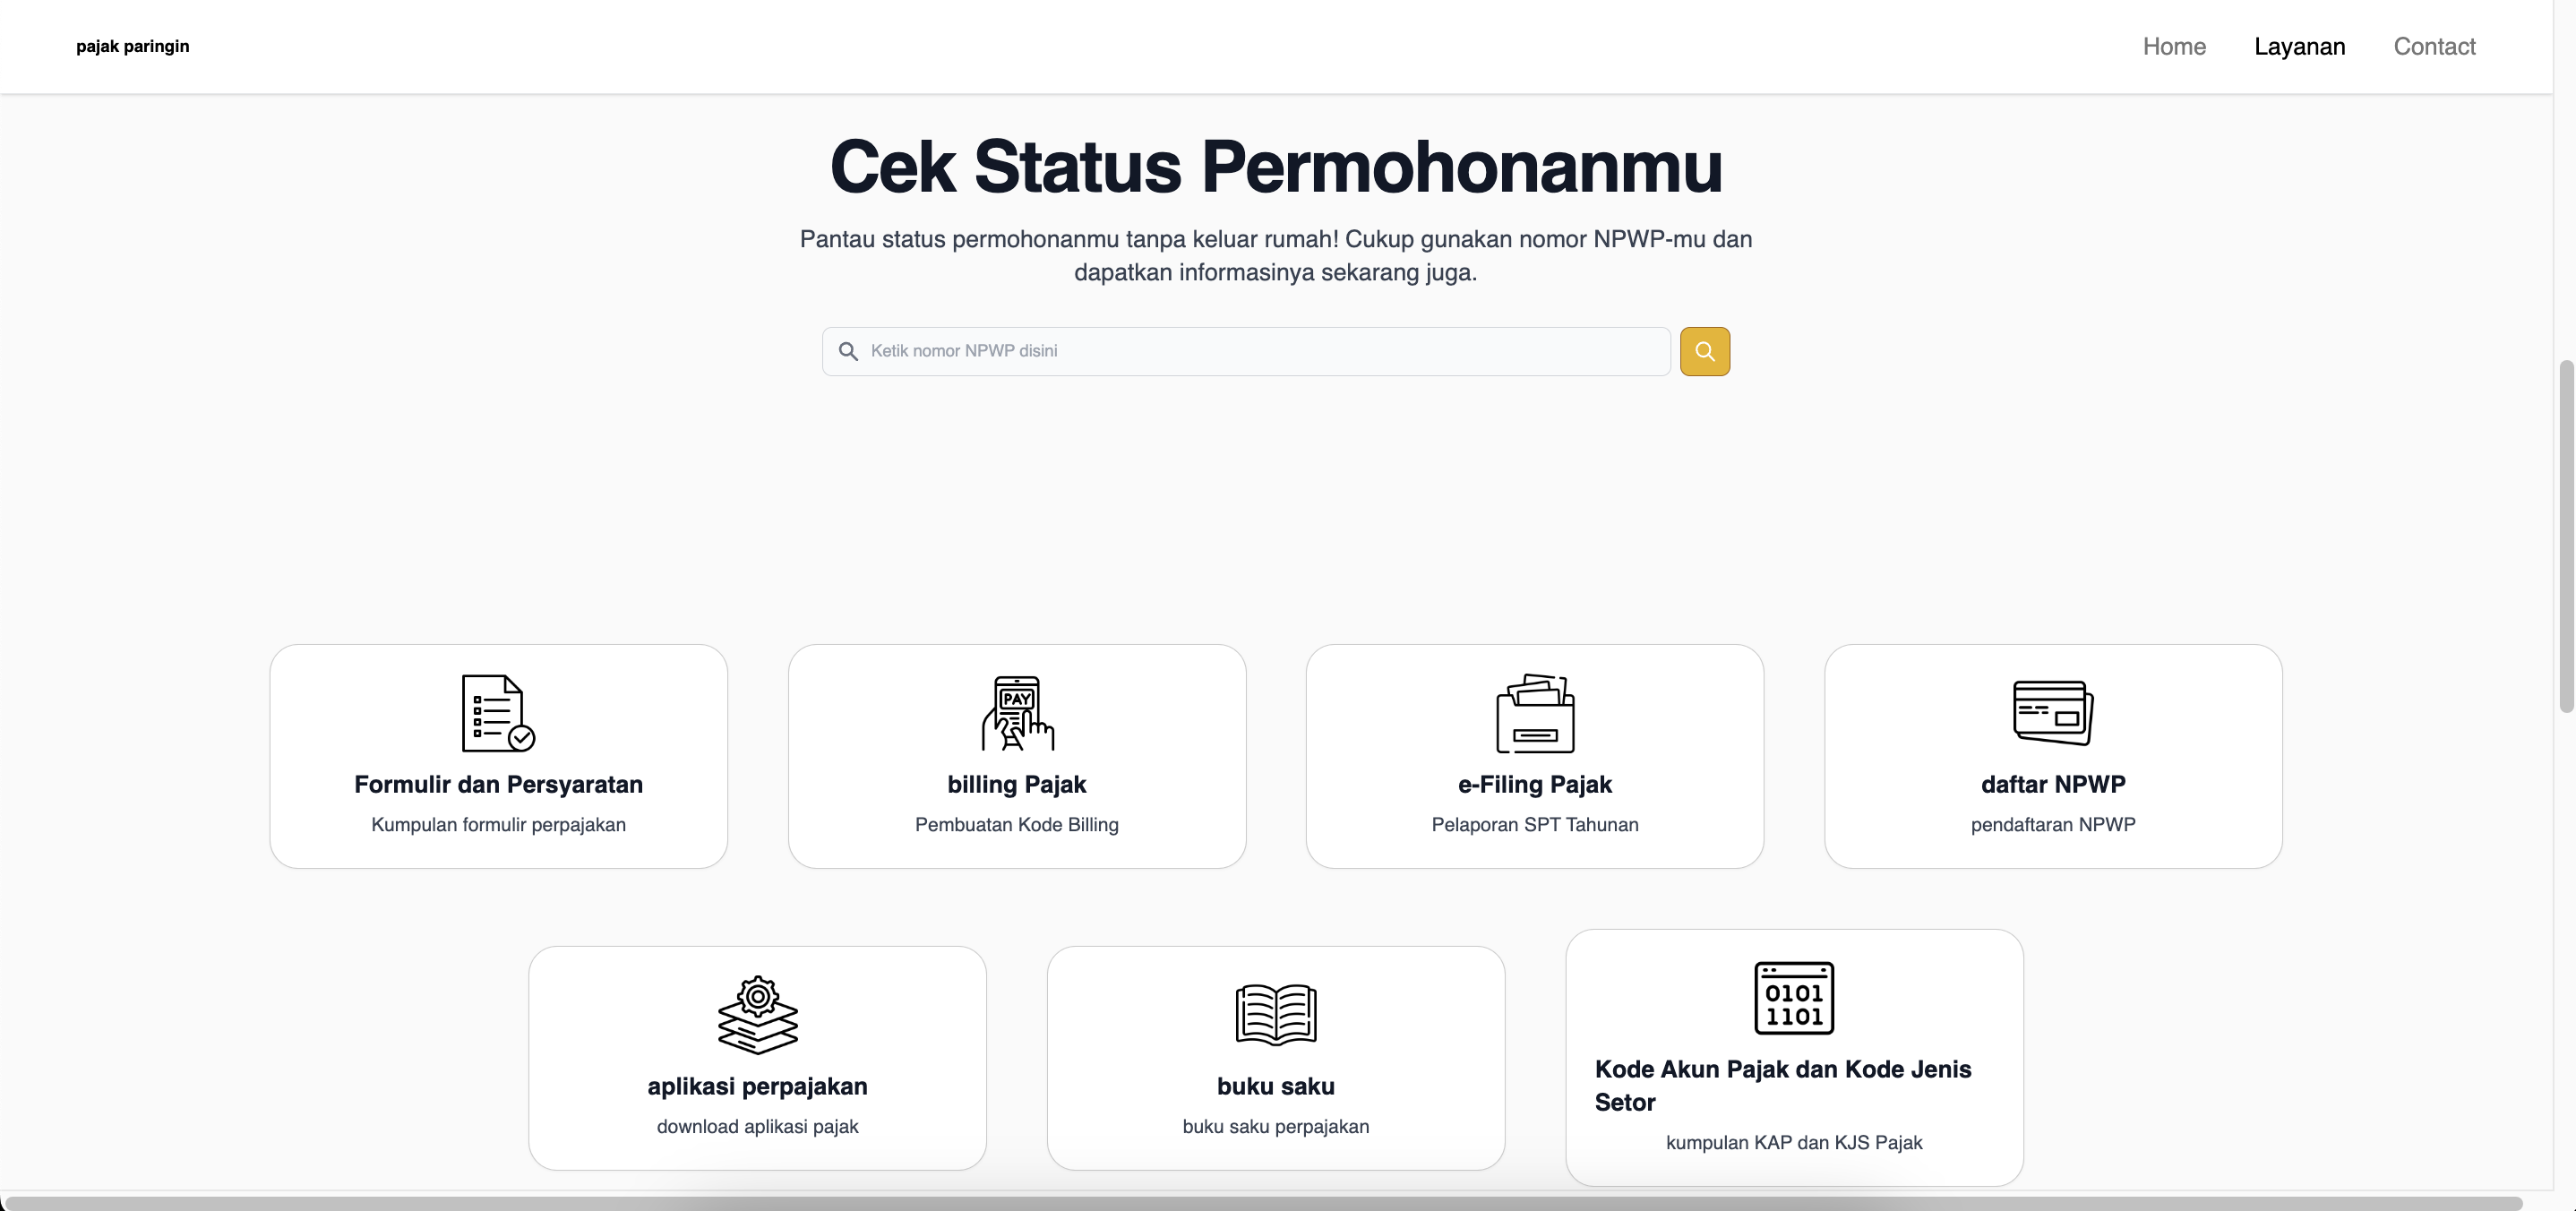 pajak paringin
Home Layanan Contact
Cek Status Permohonanmu
Pantau status permohonanmu tanpa keluar rumah! Cukup gunakan nomor NPWP-mu dan
dapatkan informasinya sekarang juga.
Ketik nomor NPWP disini
PAY
Formulir dan Persyaratan
Kumpulan formulir perpajakan
billing Pajak
Pembuatan Kode Billing
e-Filing Pajak
Pelaporan SPT Tahunan
daftar NPWP
pendaftaran NPWP
aplikasi perpajakan
download aplikasi pajak
buku saku
buku saku perpajakan
0101
1101
Kode Akun Pajak dan Kode Jenis
Setor
kumpulan KAP dan KJS Pajak